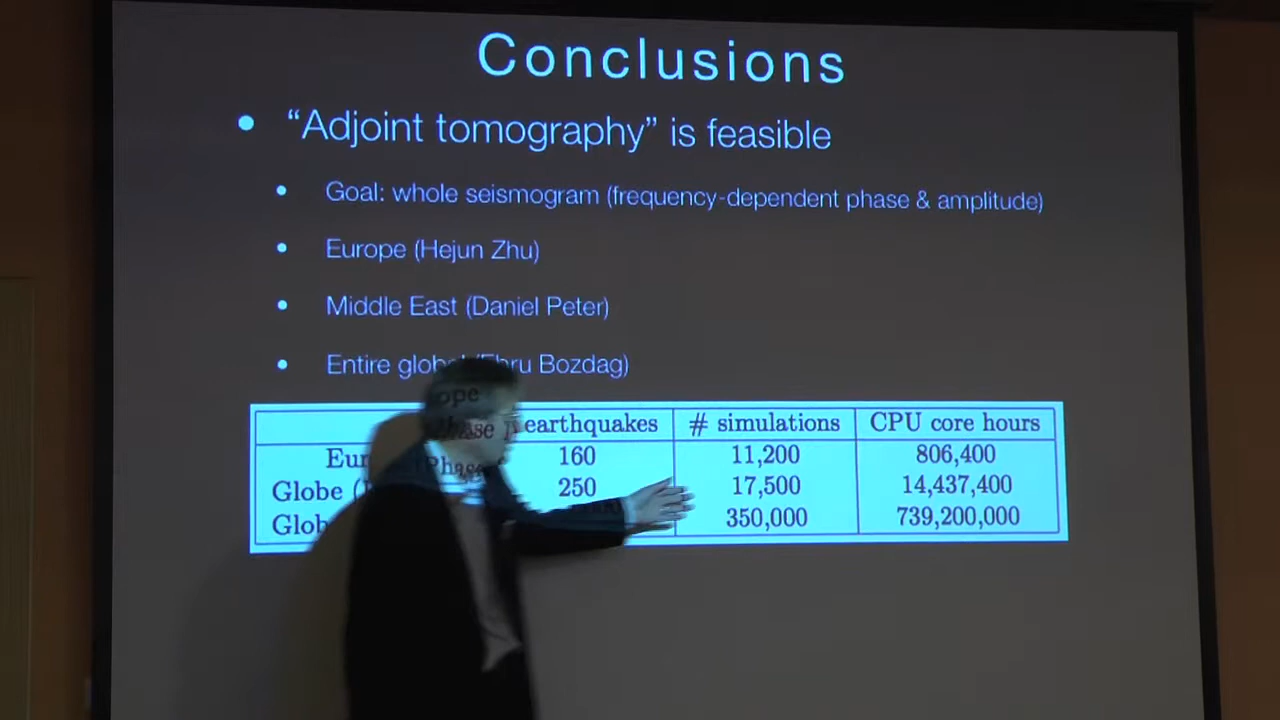 Conclusions
• “Adjoint tomography” is feasible
• Goal: whole seismogram (frequency-dependent phase & amplitude)
• Europe (Hejun Zhu)
• Middle East (Daniel Peter)
• Entire Bozdag)
earthquakes # simulations CPU core hours
160 11,200 806,400
Globe 250 17,500 14,437,400
350,000 739,200,000